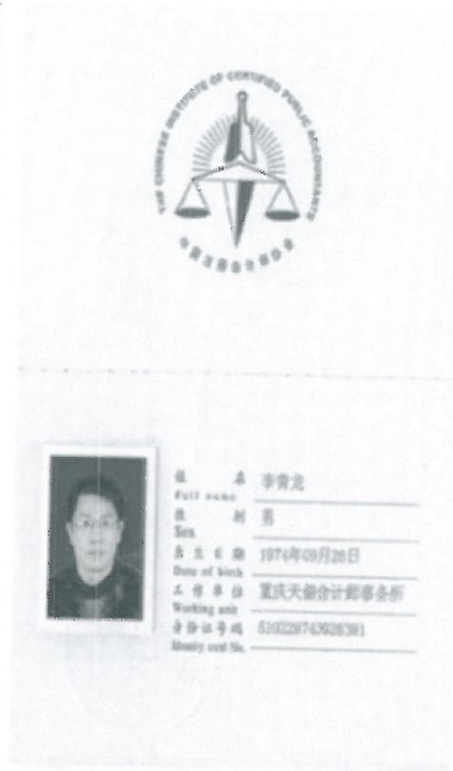 THE CHINESE INSTITUTE OF CERTIFIED PUBLIC ACCOUNTANTS
中国注册会计师协会
姓 名 李青龙
Full name
性 别 男
Sex
出 生 日 期 1974年09月26日
Date of birth
工 作 单 位 重庆天健会计师事务所
Working unit
身 份 证 号 码
Identity card No.